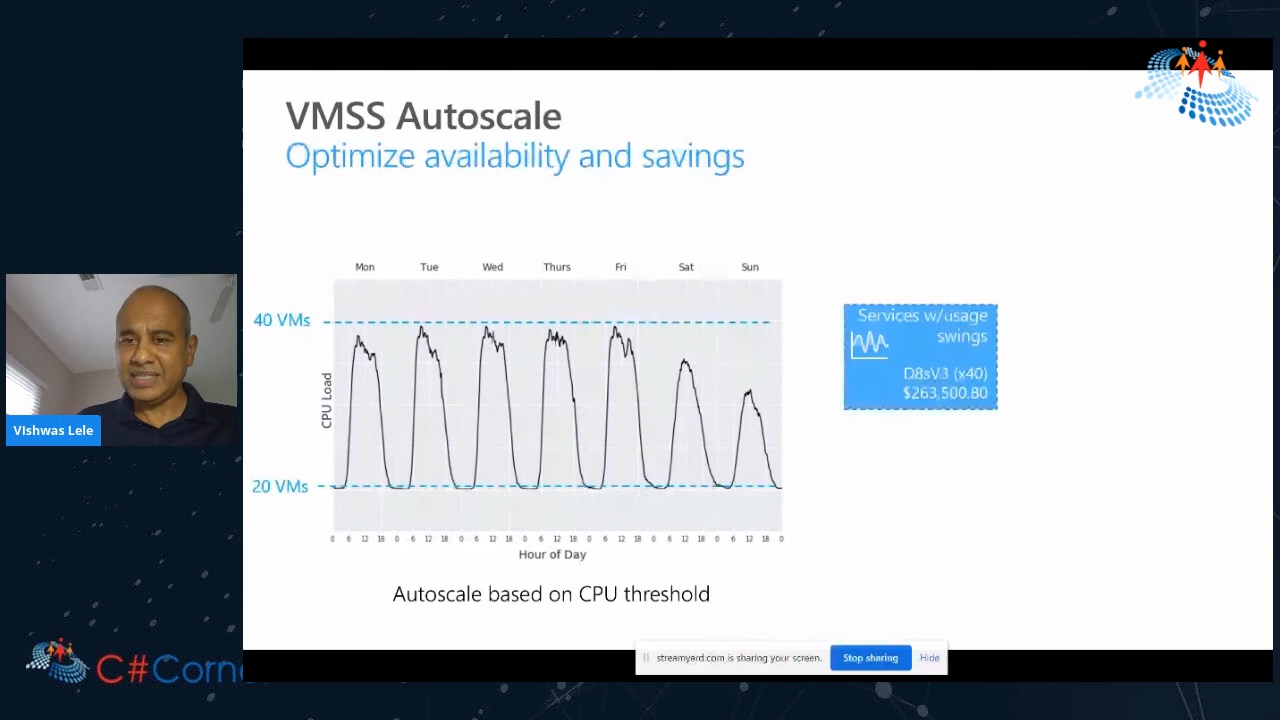 VMSS Autoscale
Optimize availability and savings
Mon Tue Wed Thurs Fri Sat Sun
40 VMs
20 VMs
CPU Load
0 6 12 18 0 6 12 18 0 6 12 18 0 6 12 18 0 6 12 18 0 6 12 18 0 6 12 18 0
Hour of Day
Autoscale based on CPU threshold
Services w/usage
swings
D8sV3 (x40)
$263,500.80
VIshwas Lele
C#Corne
streamyard.com is sharing your screen. Stop sharing Hide